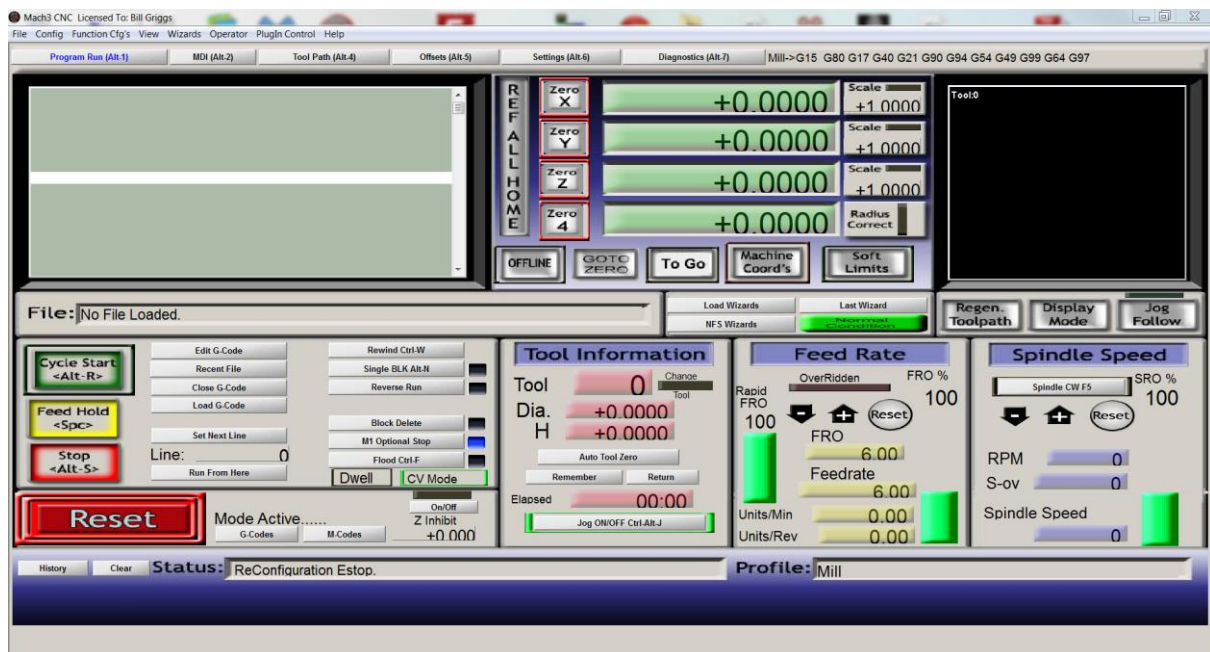 Mach3 CNC Licensed To: Bill Griggs
File Config Function Cfg's View Wizards Operator PlugIn Control Help
Program Run (Alt-1) MDI (Alt-2) Tool Path (Alt-4) Offsets (Alt-5) Settings (Alt-6) Diagnostics (Alt-7) Mill->G15 G80 G17 G40 G21 G90 G94 G54 G49 G99 G64 G97
REF ALL HOME
Zero X +0.0000 Scale +1.0000
Zero Y +0.0000 Scale +1.0000
Zero Z +0.0000 Scale +1.0000
Zero 4 +0.0000 Radius Correct
OFFLINE GOTO ZERO To Go Machine Coord's Soft Limits
Tool:0
File: No File Loaded.
Load Wizards Last Wizard
NFS Wizards Normal Condition
Regen. Toolpath Display Mode Jog Follow
Cycle Start <Alt-R>
Feed Hold <Spc>
Stop <Alt-S>
Edit G-Code
Recent File
Close G-Code
Load G-Code
Set Next Line
Line: 0
Run From Here
Rewind Ctrl-W
Single BLK Alt-N
Reverse Run
Block Delete
M1 Optional Stop
Flood Ctrl-F
Dwell CV Mode
Reset
Mode Active......
G-Codes M-Codes
On/Off
Z Inhibit
+0.000
Tool Information
Tool 0 Change Tool
Dia. +0.0000
H +0.0000
Auto Tool Zero
Remember Return
Elapsed 00:00
Jog ON/OFF Ctrl-Alt-J
Feed Rate
OverRidden FRO %
100
Rapid FRO
100
Reset
FRO
6.00
Feedrate
6.00
Units/Min 0.00
Units/Rev 0.00
Spindle Speed
Spindle CW F5 SRO %
100
Reset
RPM 0
S-ov 0
Spindle Speed
0
History Clear Status: ReConfiguration Estop. Profile: Mill